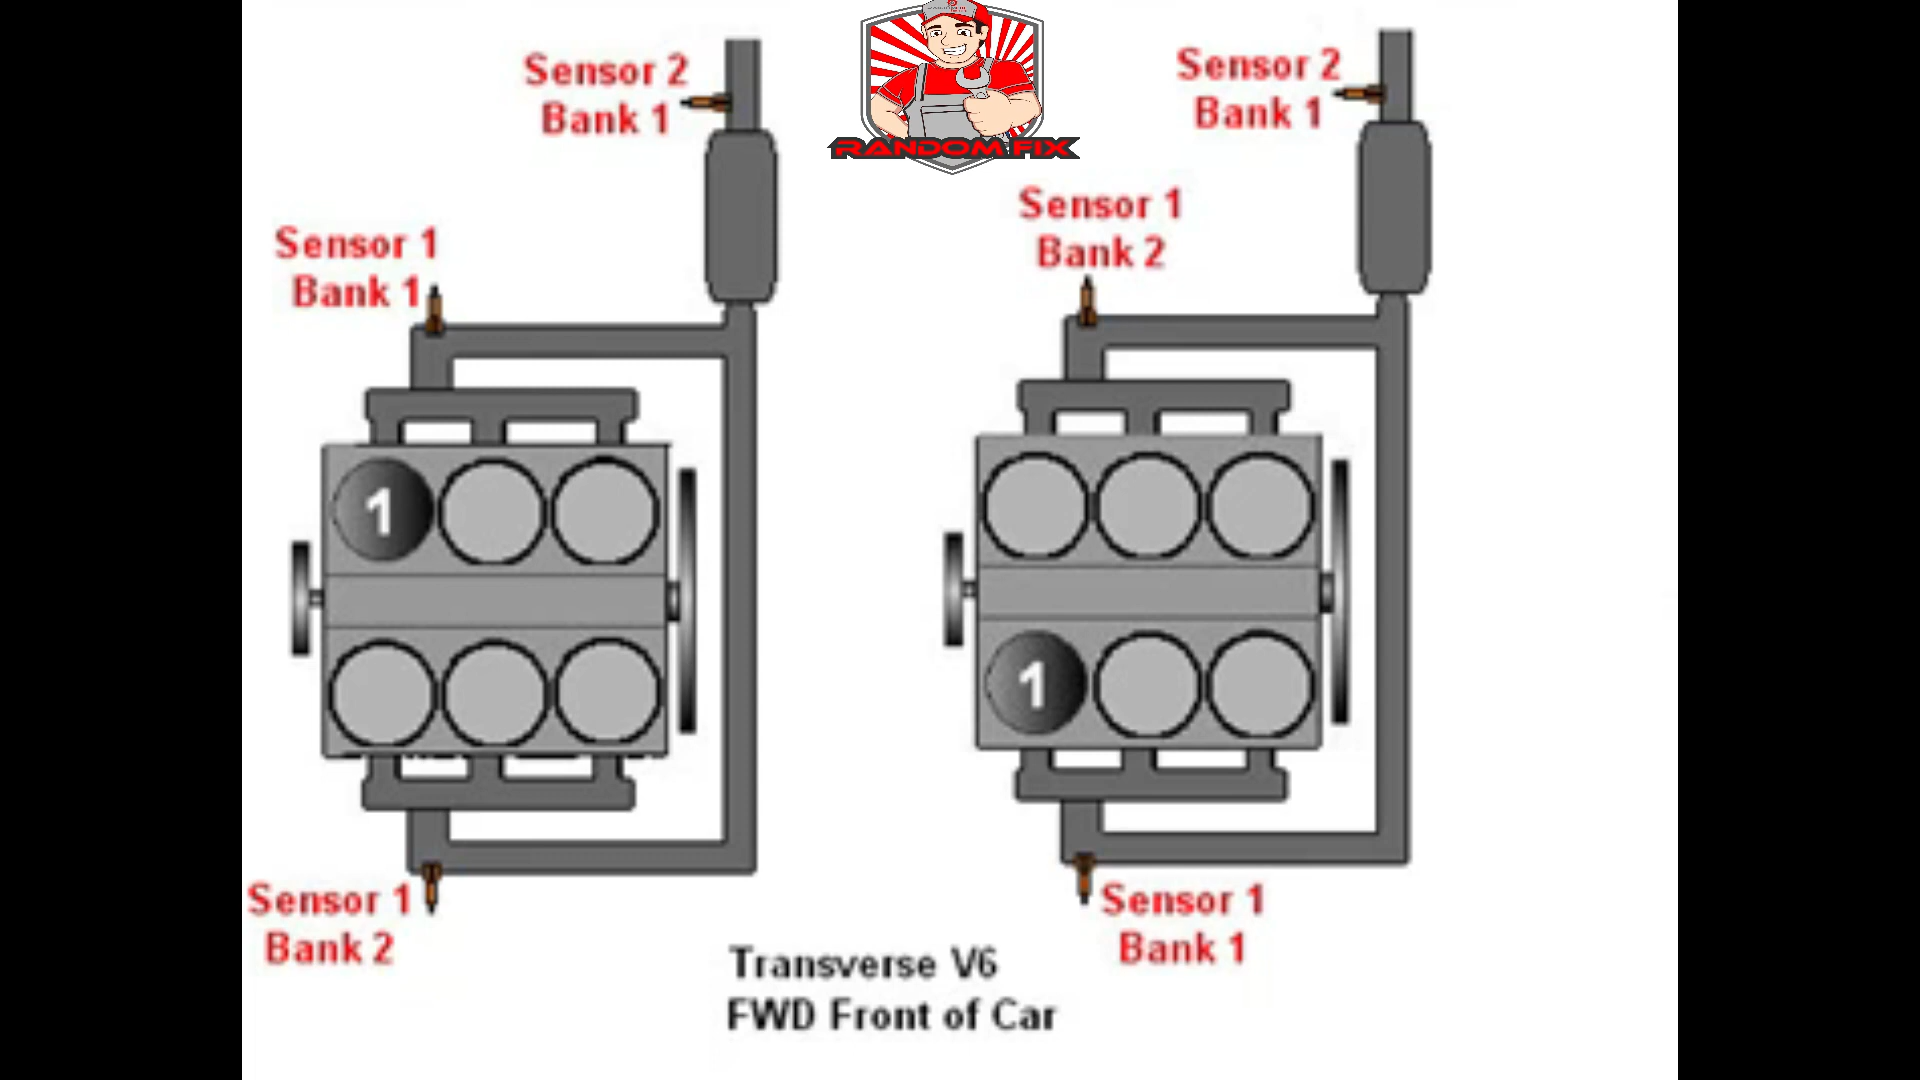 Sensor 2
Bank 1
Sensor 1
Bank 1
1
Sensor 1
Bank 2
RANDOM FIX
Sensor 2
Bank 1
Sensor 1
Bank 2
1
Sensor 1
Bank 1
Transverse V6
FWD Front of Car